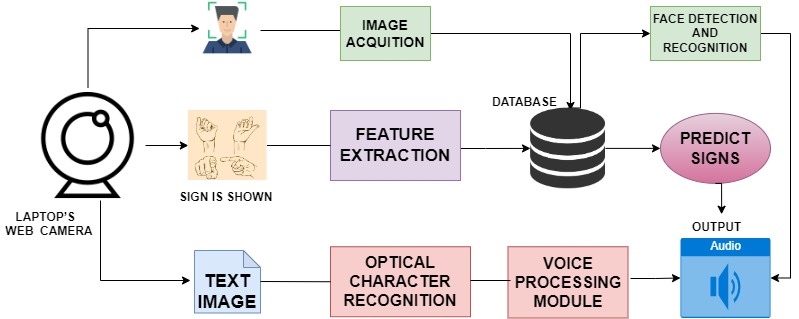 IMAGE
ACQUITION
FACE DETECTION
AND
RECOGNITION
DATABASE
FEATURE
EXTRACTION
PREDICT
SIGNS
SIGN IS SHOWN
LAPTOP'S
WEB CAMERA
OUTPUT
Audio
TEXT
IMAGE
OPTICAL
CHARACTER
RECOGNITION
VOICE
PROCESSING
MODULE